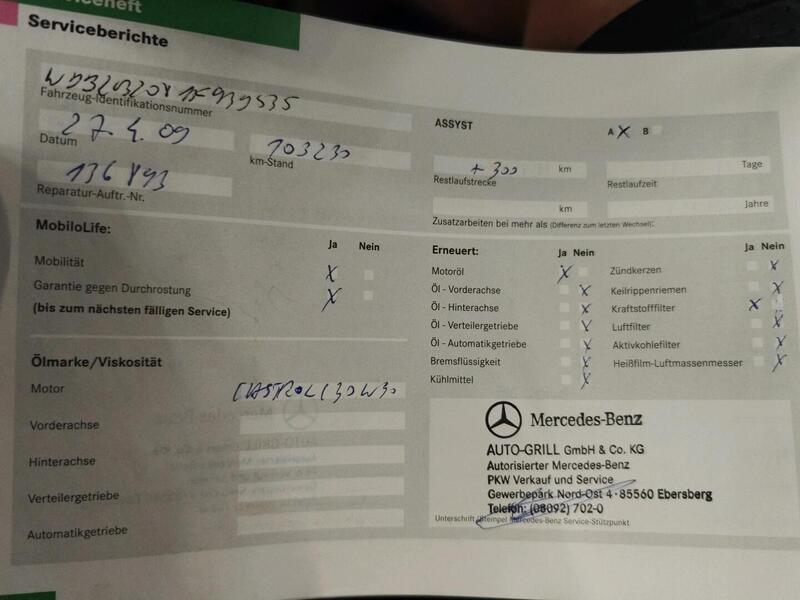 Serviceberichte
Fahrzeug-Identifikationsnummer
27.4.09
Datum
103230
km-Stand
Reparatur-Auftr.-Nr.
ASSYST
A X B
+ 300 km
Tage
Restlaufstrecke
Restlaufzeit
km
Jahre
Zusatzarbeiten bei mehr als (Differenz zum letzten Wechsel):
MobiloLife:
Ja Nein
Mobilität X
Garantie gegen Durchrostung X
(bis zum nächsten fälligen Service)
Erneuert:
Ja Nein
Motoröl X
Öl - Vorderachse X
Öl - Hinterachse X
Öl - Verteilergetriebe X
Öl - Automatikgetriebe X
Bremsflüssigkeit X
Kühlmittel X
Ja Nein
Zündkerzen X
Keilrippenriemen X
Kraftstofffilter X
Luftfilter X
Aktivkohlefilter X
Heißfilm-Luftmassenmesser X
Ölmarke/Viskosität
Motor CASTROL
Vorderachse
Hinterachse
Verteilergetriebe
Automatikgetriebe
Mercedes-Benz
AUTO-GRILL GmbH & Co. KG
Autorisierter Mercedes-Benz
PKW Verkauf und Service
Gewerbepark Nord-Ost 4 · 85560 Ebersberg
Telefon: (08092) 702-0
Unterschrift/Stempel Mercedes-Benz Service-Stützpunkt